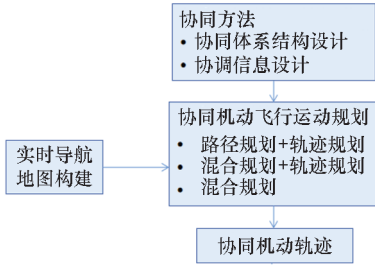 协同方法
• 协同体系结构设计
• 协调信息设计
协同机动飞行运动规划
• 路径规划+轨迹规划
• 混合规划+轨迹规划
• 混合规划
实时导航
地图构建
协同机动轨迹